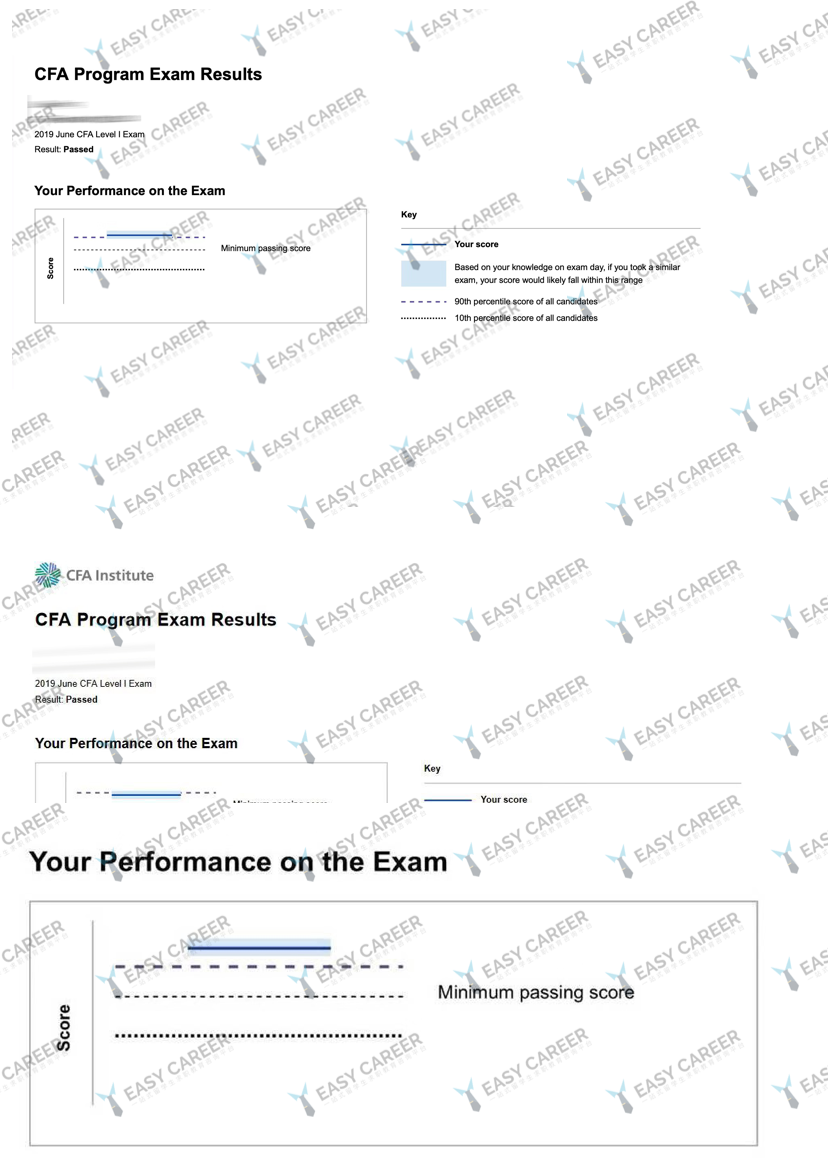 CFA Program Exam Results
2019 June CFA Level I Exam
Result: Passed
Your Performance on the Exam
Score
Minimum passing score
Key
Your score
Based on your knowledge on exam day, if you took a similar
exam, your score would likely fall within this range
90th percentile score of all candidates
10th percentile score of all candidates
CFA Institute
CFA Program Exam Results
2019 June CFA Level I Exam
Result: Passed
Your Performance on the Exam
Key
Your score
Your Performance on the Exam
Score
Minimum passing score
EASY CAREER